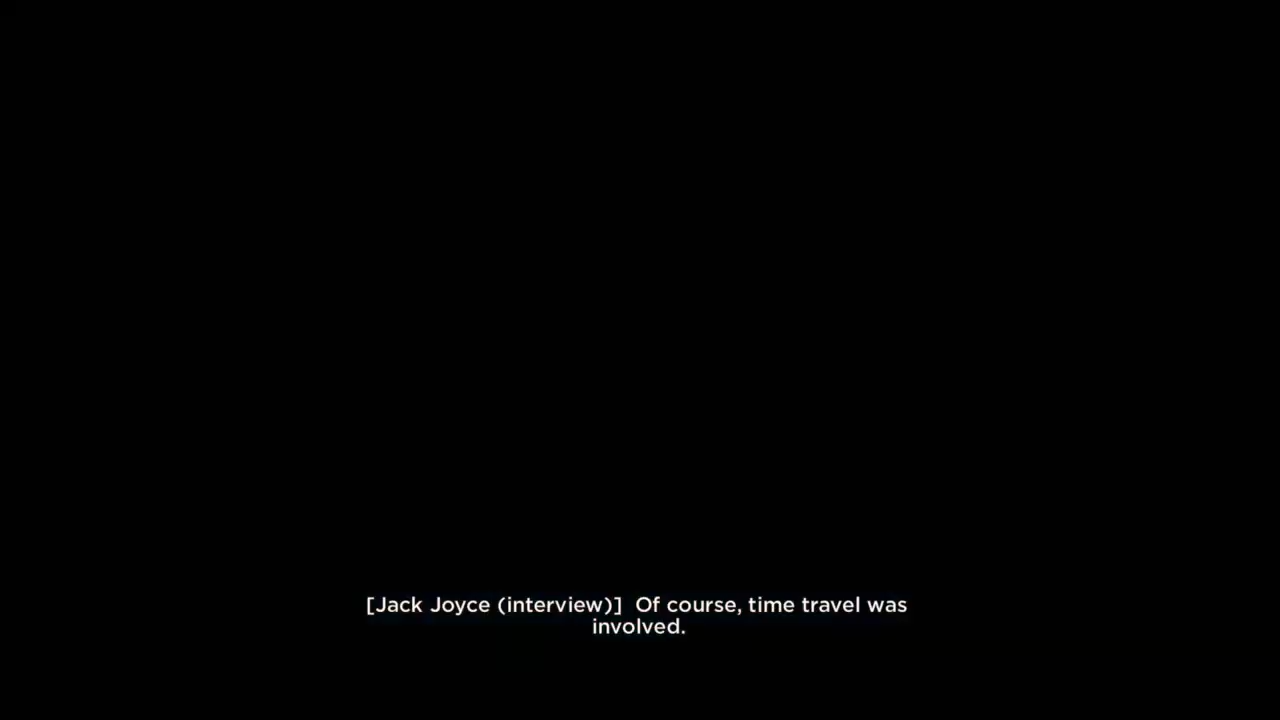 [Jack Joyce (interview)]  Of course, time travel was
involved.